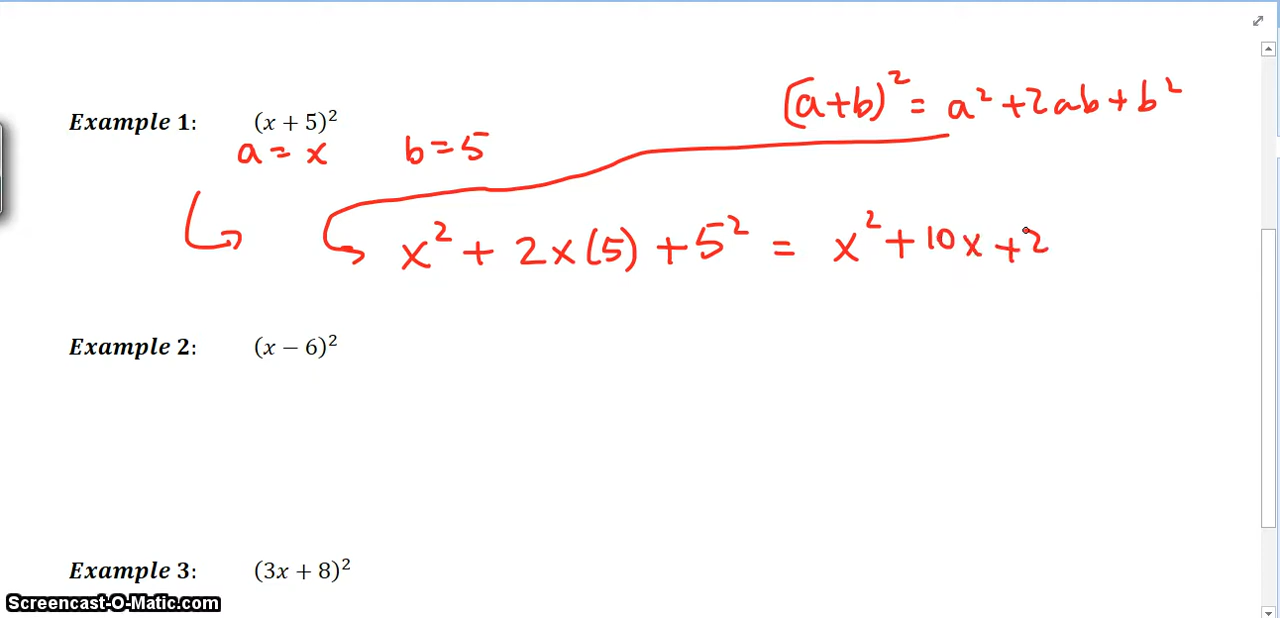 (a+b)² = a² + 2ab + b²
Example 1: (x + 5)²
a = x b = 5
x² + 2x(5) + 5² = x² + 10x + 2
Example 2: (x − 6)²
Example 3: (3x + 8)²
Screencast-O-Matic.com